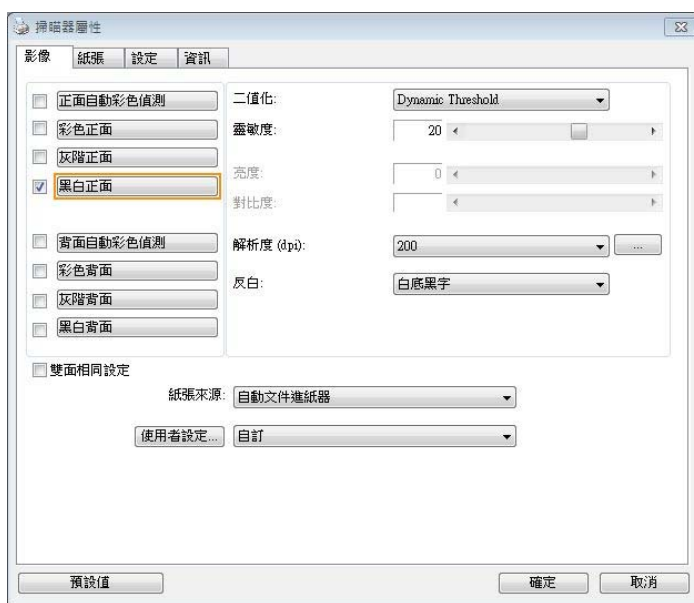 掃瞄器屬性
影像 紙張 設定 資訊
正面自動彩色偵測
彩色正面
灰階正面
黑白正面
背面自動彩色偵測
彩色背面
灰階背面
黑白背面
二值化: Dynamic Threshold
靈敏度: 20
亮度: 0
對比度:
解析度 (dpi): 200 ...
反白: 白底黑字
雙面相同設定
紙張來源: 自動文件進紙器
使用者設定... 自訂
預設值 確定 取消